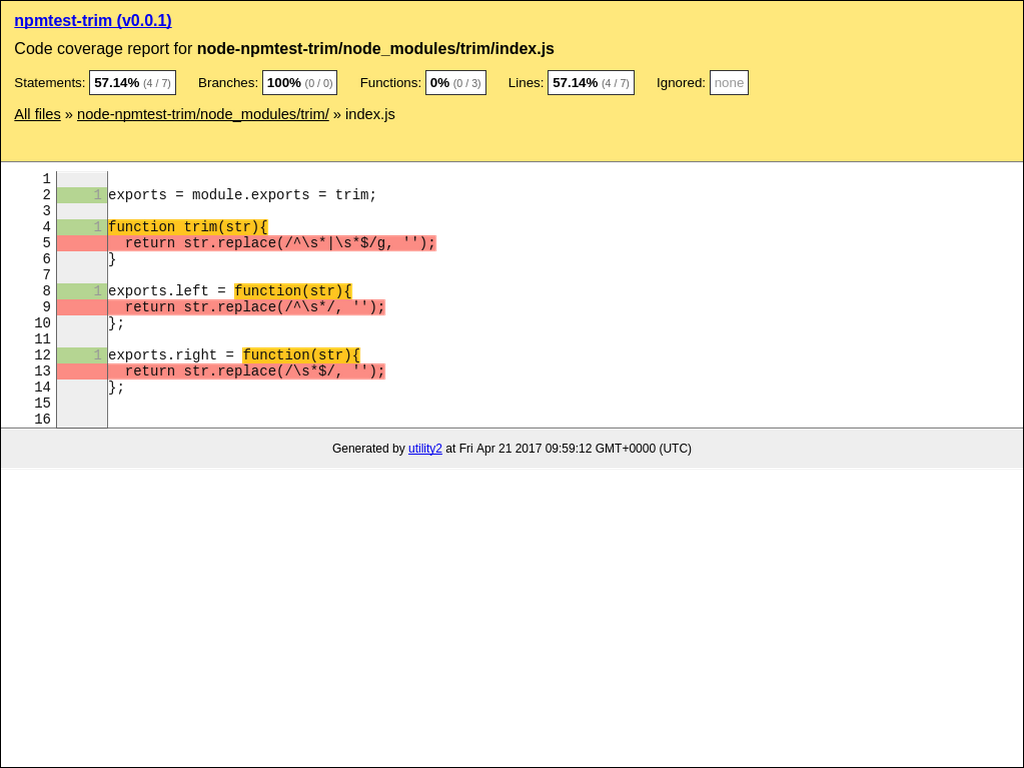 npmtest-trim (v0.0.1)
Code coverage report for node-npmtest-trim/node_modules/trim/index.js
Statements: 57.14% (4 / 7) Branches: 100% (0 / 0) Functions: 0% (0 / 3) Lines: 57.14% (4 / 7) Ignored: none
All files » node-npmtest-trim/node_modules/trim/ » index.js
1
2 1 exports = module.exports = trim;
3
4 1 function trim(str){
5 return str.replace(/^\s*|\s*$/g, '');
6 }
7
8 1 exports.left = function(str){
9 return str.replace(/^\s*/, '');
10 };
11
12 1 exports.right = function(str){
13 return str.replace(/\s*$/, '');
14 };
15
16
Generated by utility2 at Fri Apr 21 2017 09:59:12 GMT+0000 (UTC)